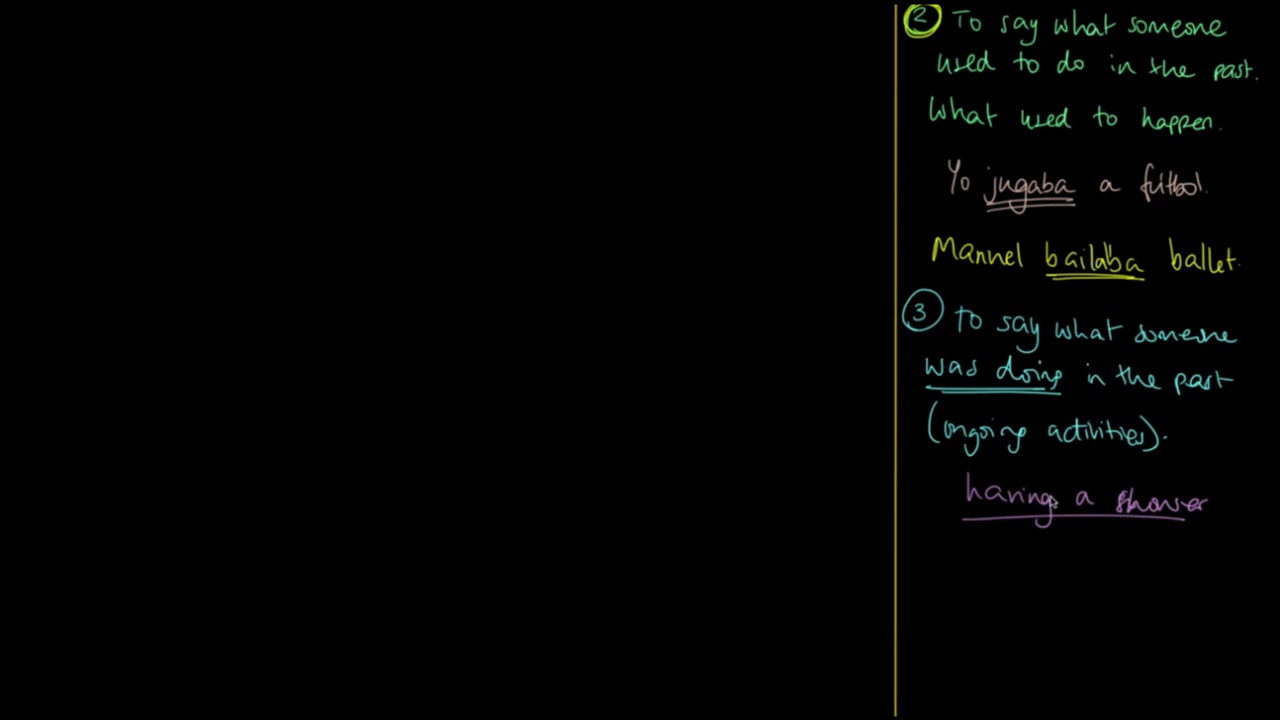 2 To say what someone
used to do in the past.
What used to happen.
Yo jugaba a fútbol.
Manuel bailaba ballet.
3 To say what someone
was doing in the past
(ongoing activities).
having a shower